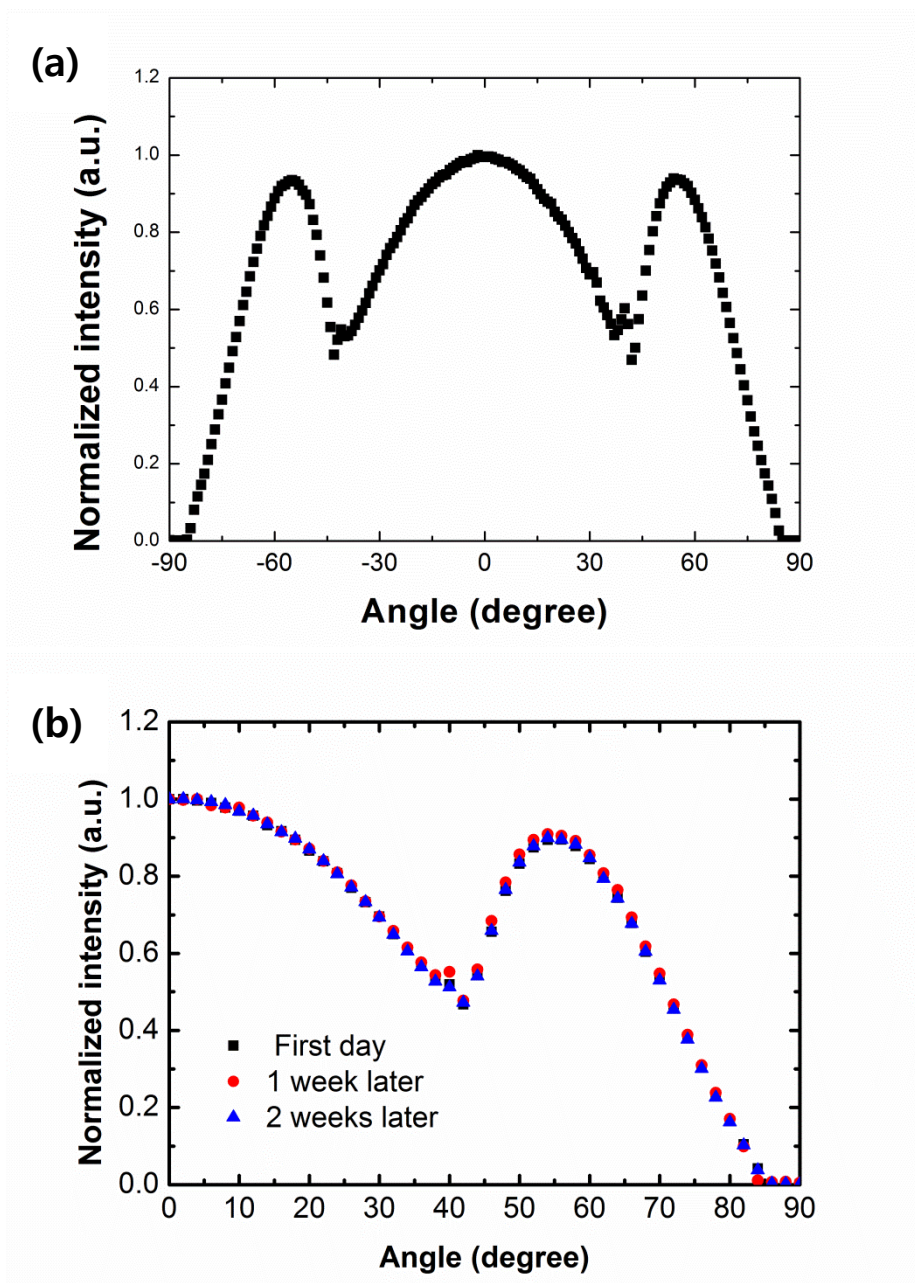 (a)
Normalized intensity (a.u.)
1.2
1.0
0.8
0.6
0.4
0.2
0.0
-90 -60 -30 0 30 60 90
Angle (degree)
(b)
Normalized intensity (a.u.)
1.2
1.0
0.8
0.6
0.4
0.2
0.0
First day
1 week later
2 weeks later
0 10 20 30 40 50 60 70 80 90
Angle (degree)